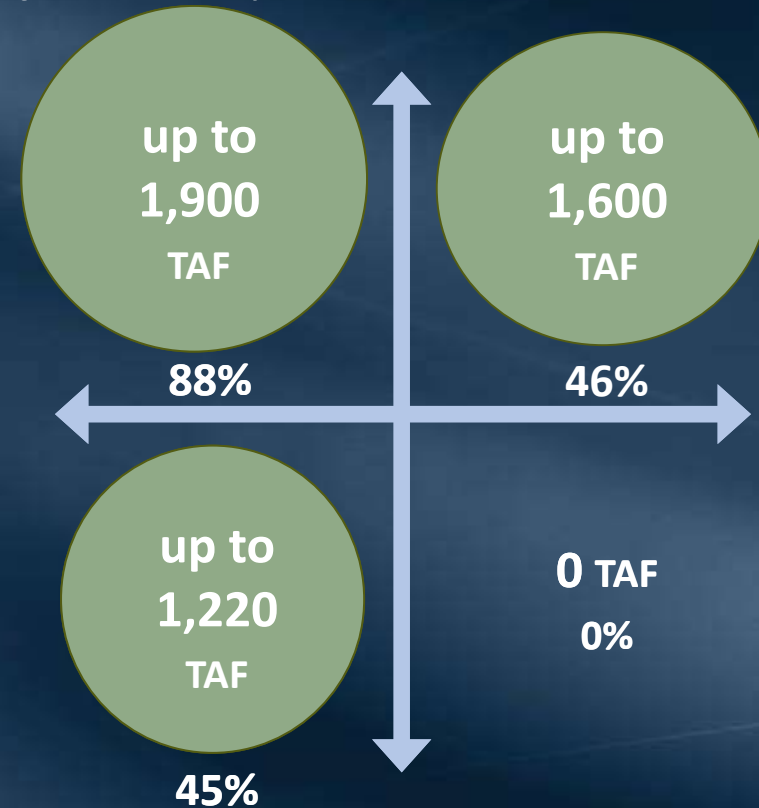 up to
1,900
TAF
88%
up to
1,600
TAF
46%
up to
1,220
TAF
45%
0 TAF
0%